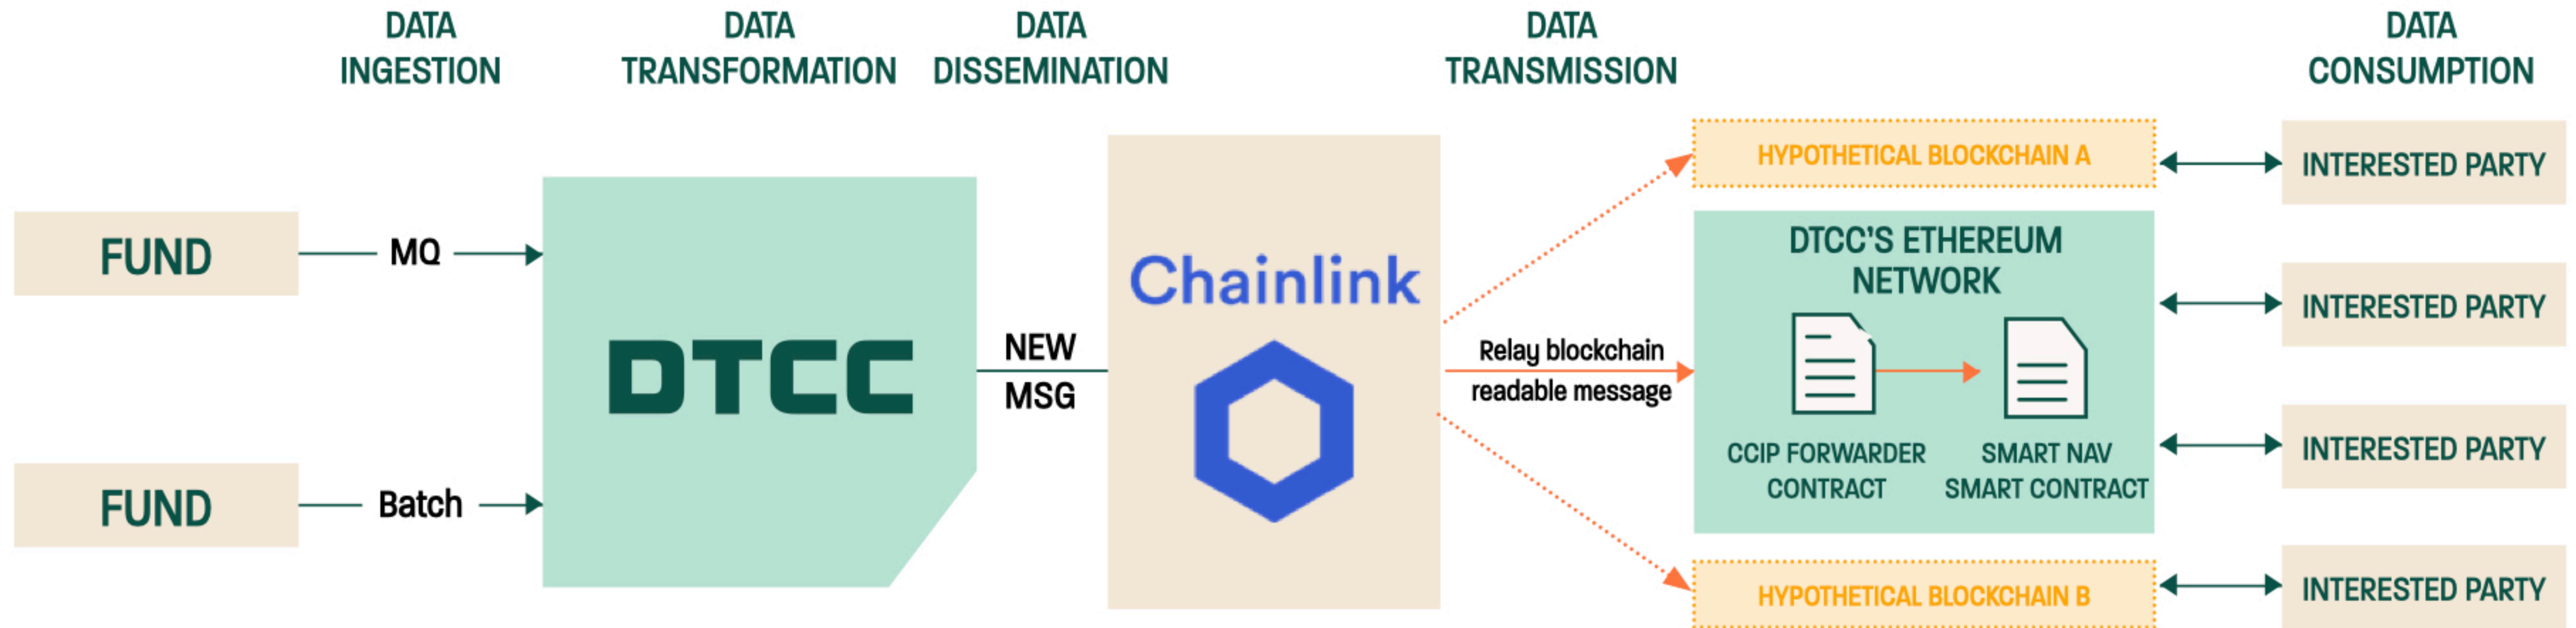 DATA
INGESTION
DATA
TRANSFORMATION
DATA
DISSEMINATION
DATA
TRANSMISSION
DATA
CONSUMPTION
FUND
MQ
FUND
Batch
DTCC
NEW
MSG
Chainlink
Relay blockchain
readable message
HYPOTHETICAL BLOCKCHAIN A
DTCC'S ETHEREUM
NETWORK
CCIP FORWARDER
CONTRACT
SMART NAV
SMART CONTRACT
HYPOTHETICAL BLOCKCHAIN B
INTERESTED PARTY
INTERESTED PARTY
INTERESTED PARTY
INTERESTED PARTY